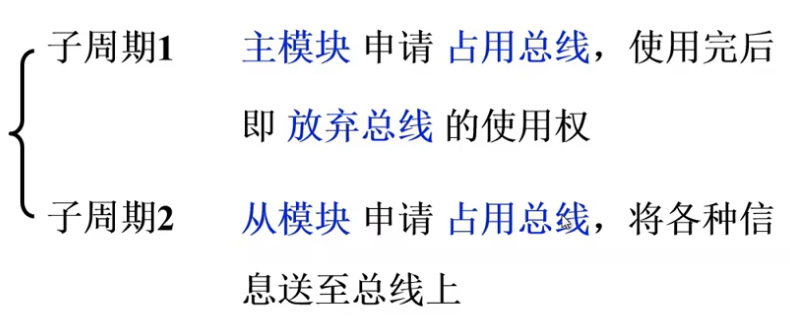 子周期1 主模块 申请 占用总线，使用完后
即 放弃总线 的使用权
子周期2 从模块 申请 占用总线，将各种信
息送至总线上